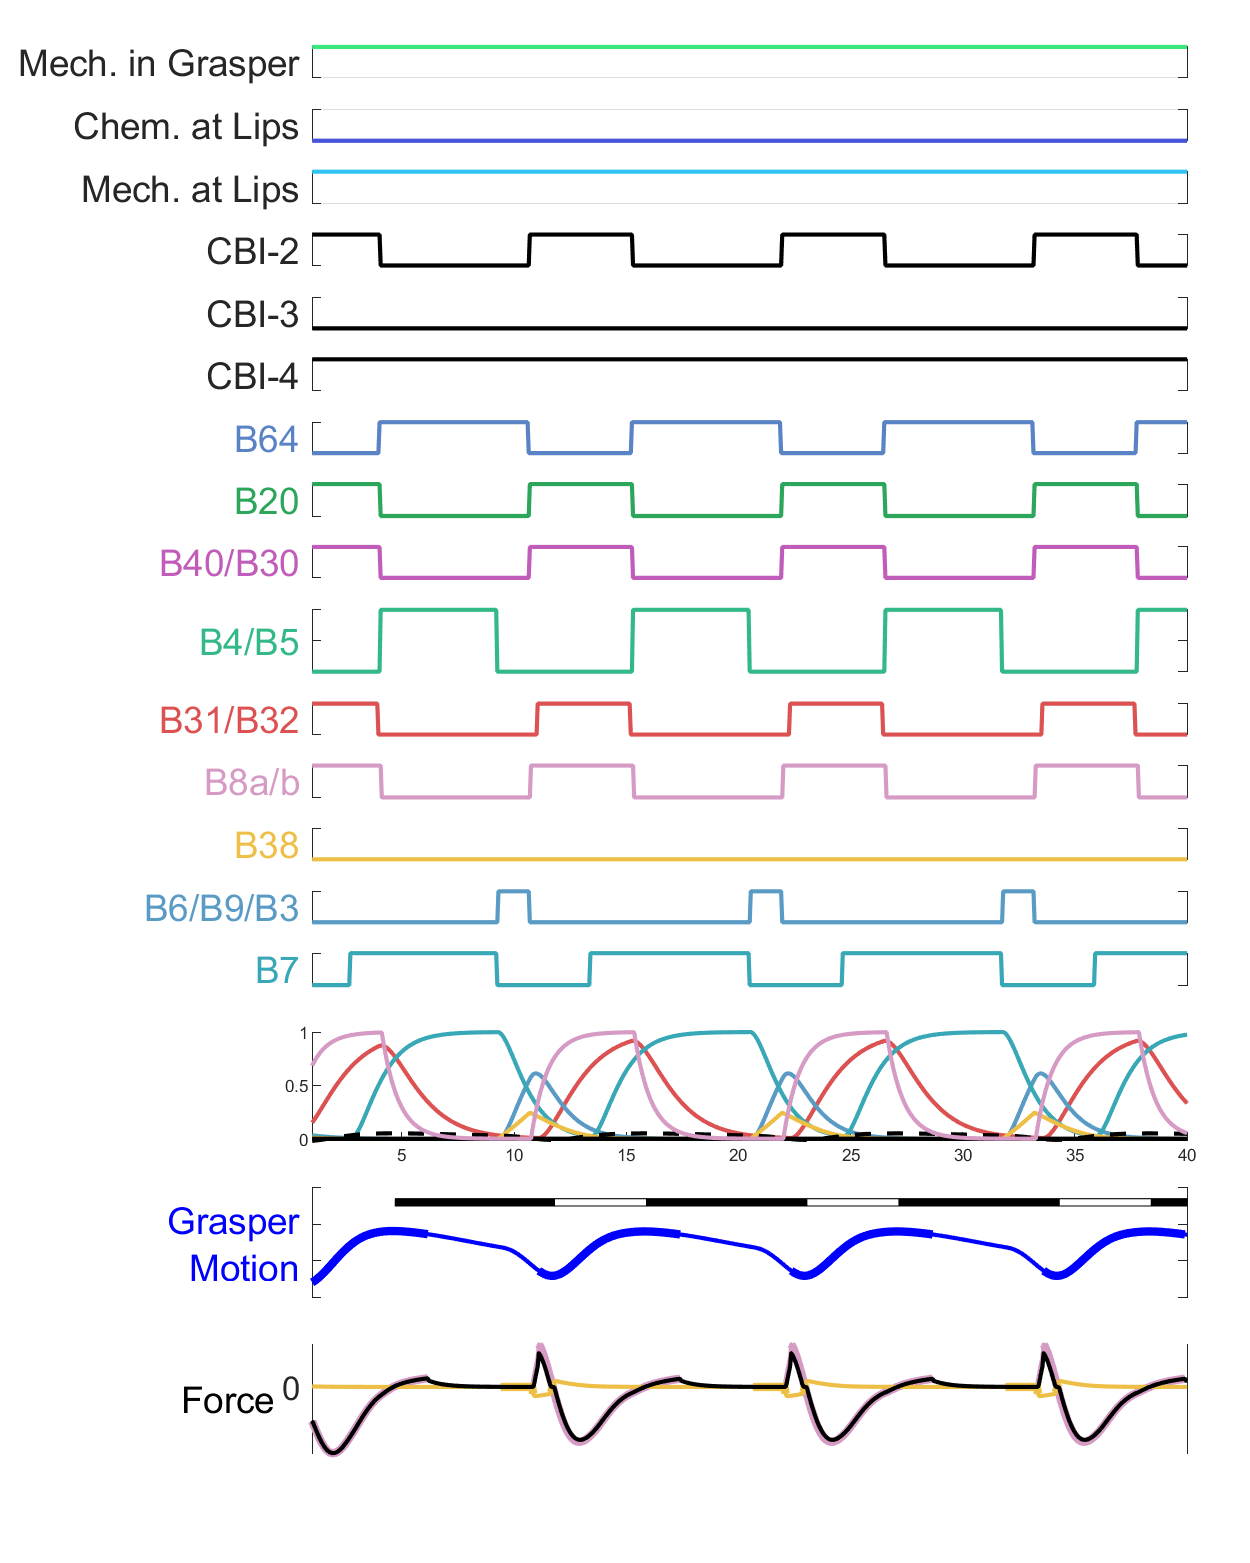 Mech. in Grasper
Chem. at Lips
Mech. at Lips
CBI-2
CBI-3
CBI-4
B64
B20
B40/B30
B4/B5
B31/B32
B8a/b
B38
B6/B9/B3
B7
1
0.5
0
5 10 15 20 25 30 35 40
Grasper
Motion
Force 0